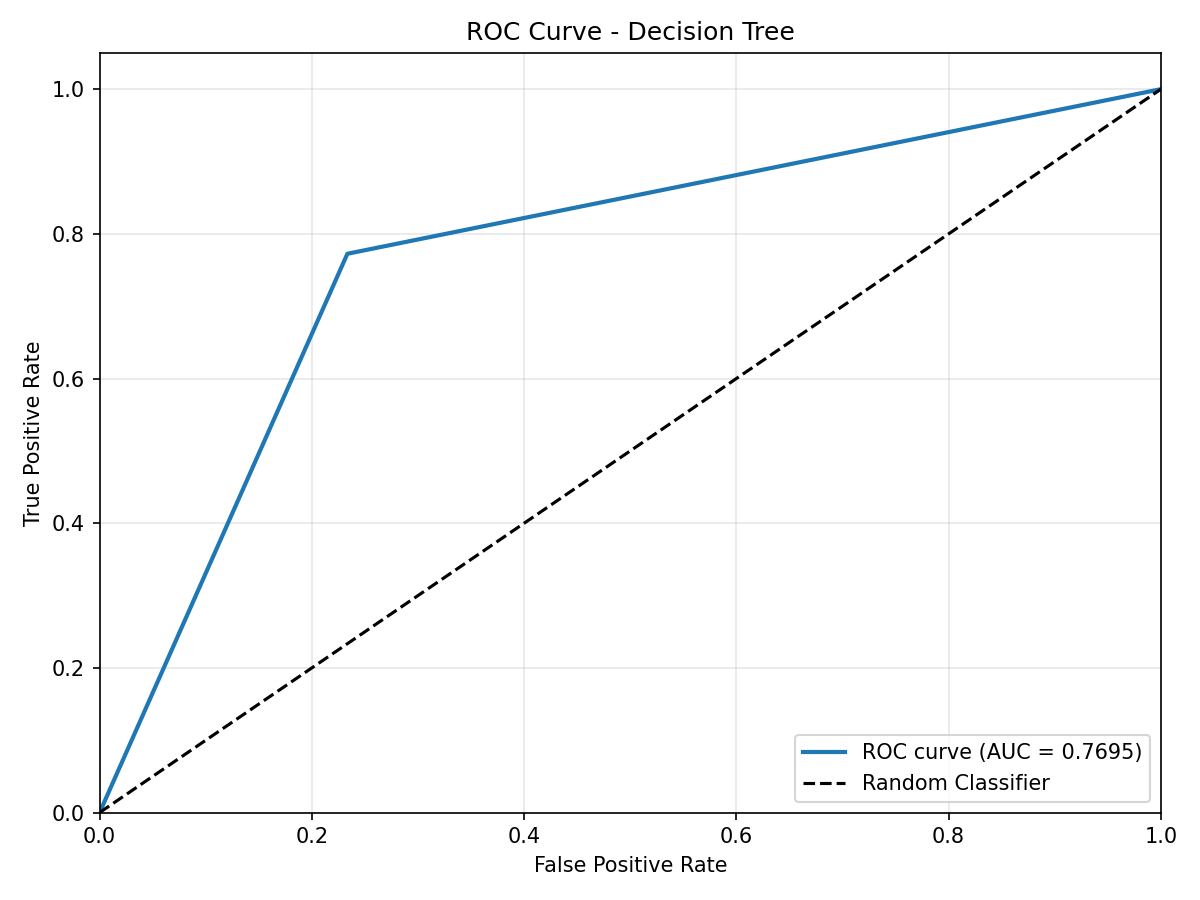 ROC Curve - Decision Tree
True Positive Rate
1.0
0.8
0.6
0.4
0.2
0.0
0.0 0.2 0.4 0.6 0.8 1.0
False Positive Rate
ROC curve (AUC = 0.7695)
Random Classifier